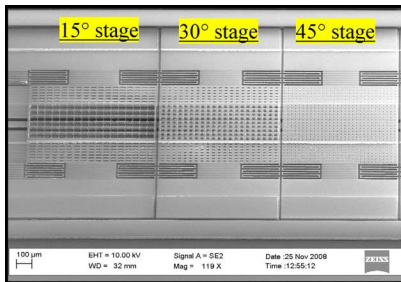 15° stage 30° stage 45° stage
100 µm
EHT = 10.00 kV Signal A = SE2 Date :25 Nov 2008
WD = 32 mm Mag = 119 X Time :12:55:12
ZEISS